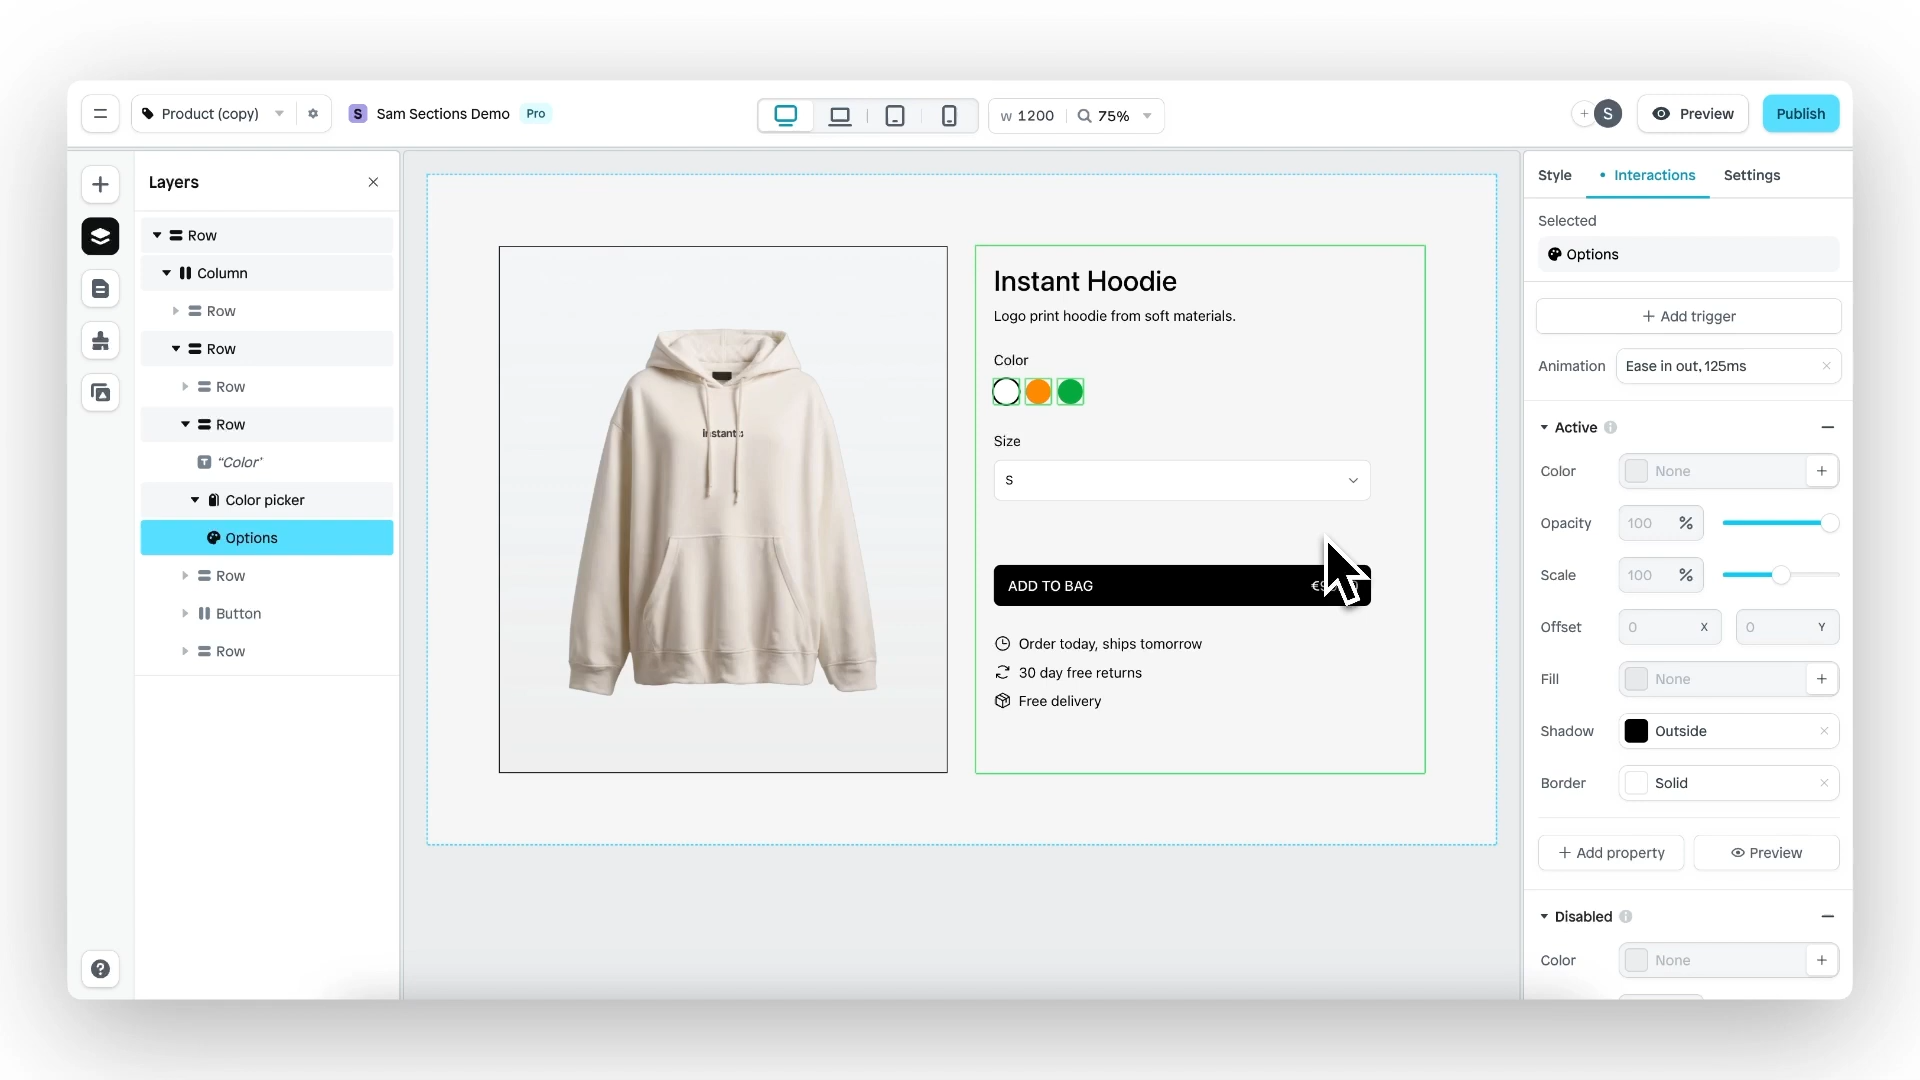 Product (copy)
S Sam Sections Demo Pro
W 1200
75%
+ S
Preview
Publish
Layers
Row
Column
Row
Row
Row
Row
"Color"
Color picker
Options
Row
Button
Row
Instant Hoodie
Logo print hoodie from soft materials.
Color
Size
S
ADD TO BAG
Order today, ships tomorrow
30 day free returns
Free delivery
Style
Interactions
Settings
Selected
Options
+ Add trigger
Animation Ease in out, 125ms
Active
Color None +
Opacity 100 %
Scale 100 %
Offset 0 X 0 Y
Fill None +
Shadow Outside
Border Solid
+ Add property
Preview
Disabled
Color None +